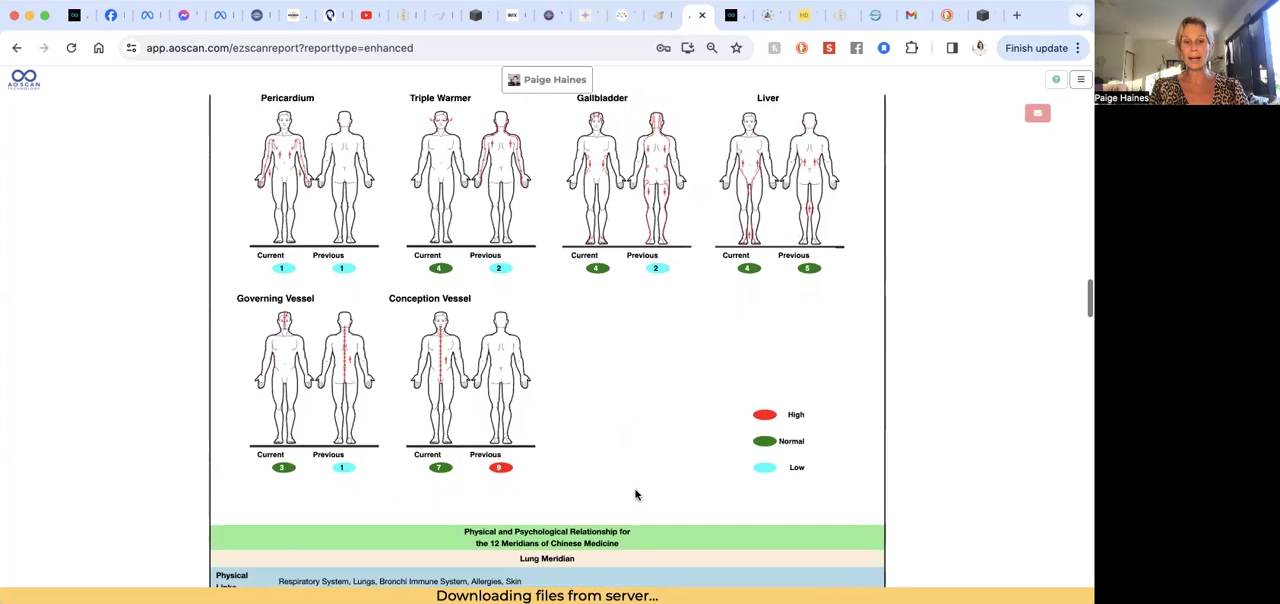 app.aoscan.com/ezscanreport?reporttype=enhanced
Finish update
AO SCAN
TECHNOLOGY
Paige Haines
Paige Haines
Pericardium Triple Warmer Gallbladder Liver
Current Previous Current Previous Current Previous Current Previous
1 1 4 2 4 2 4 5
Governing Vessel Conception Vessel
High
Normal
Low
Current Previous Current Previous
3 1 7 9
Physical and Psychological Relationship for
the 12 Meridians of Chinese Medicine
Lung Meridian
Physical
Respiratory System, Lungs, Bronchi Immune System, Allergies, Skin
Downloading files from server...